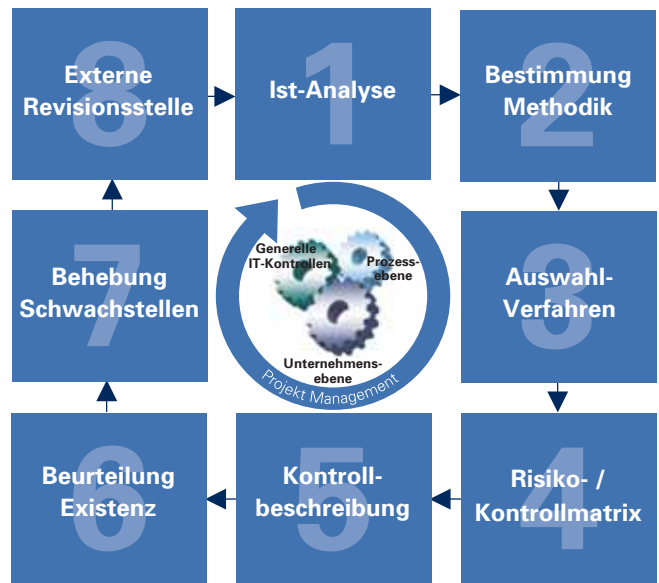 8
Externe
Revisionsstelle
1
Ist-Analyse
2
Bestimmung
Methodik
7
Behebung
Schwachstellen
Generelle
IT-Kontrollen
Prozess-
ebene
Unternehmens-
ebene
Projekt Management
3
Auswahl-
Verfahren
6
Beurteilung
Existenz
5
Kontroll-
beschreibung
4
Risiko- /
Kontrollmatrix